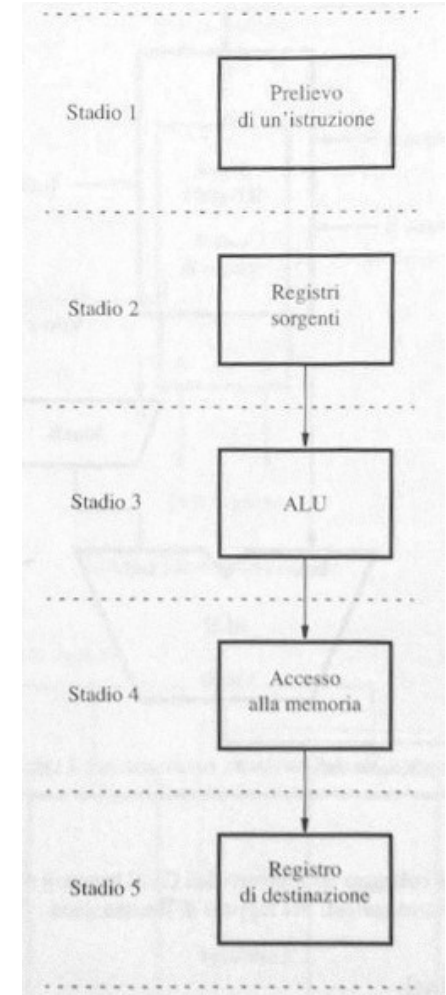 Stadio 1
Prelievo
di un'istruzione
Stadio 2
Registri
sorgenti
Stadio 3
ALU
Stadio 4
Accesso
alla memoria
Stadio 5
Registro
di destinazione